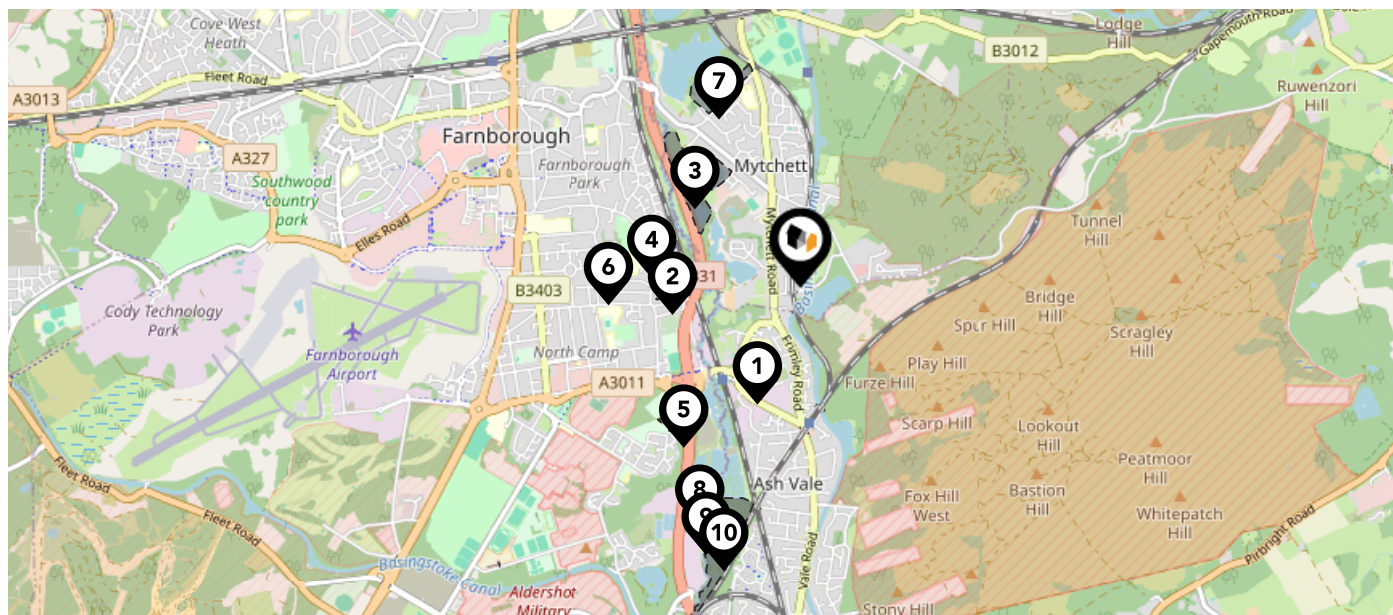 Cove West
Heath
Lodge
Hill
Gapemouth Road
B3012
Fleet Road
7
A3013
Ruwenzori
Hill
Farnborough
A327
Farnborough
Park
3
Mytchett
Southwood
country
park
Tunnel
Hill
Elles Road
4
Mytchett Road
6
2
31
B3403
Cody Technology
Park
Bridge
Hill
Spur Hill
Scragley
Hill
Farnborough
Airport
North Camp
1
Frimley Road
Play Hill
Furze Hill
A3011
5
Scarp Hill
Lookout
Hill
Peatmoor
Hill
Fleet Road
8
Ash Vale
Fox Hill
West
Bastion
Hill
Whitepatch
Hill
Fleet Road
9
10
Pirbright Road
Basingstoke Canal
Vale Road
Aldershot
Military
Stony Hill